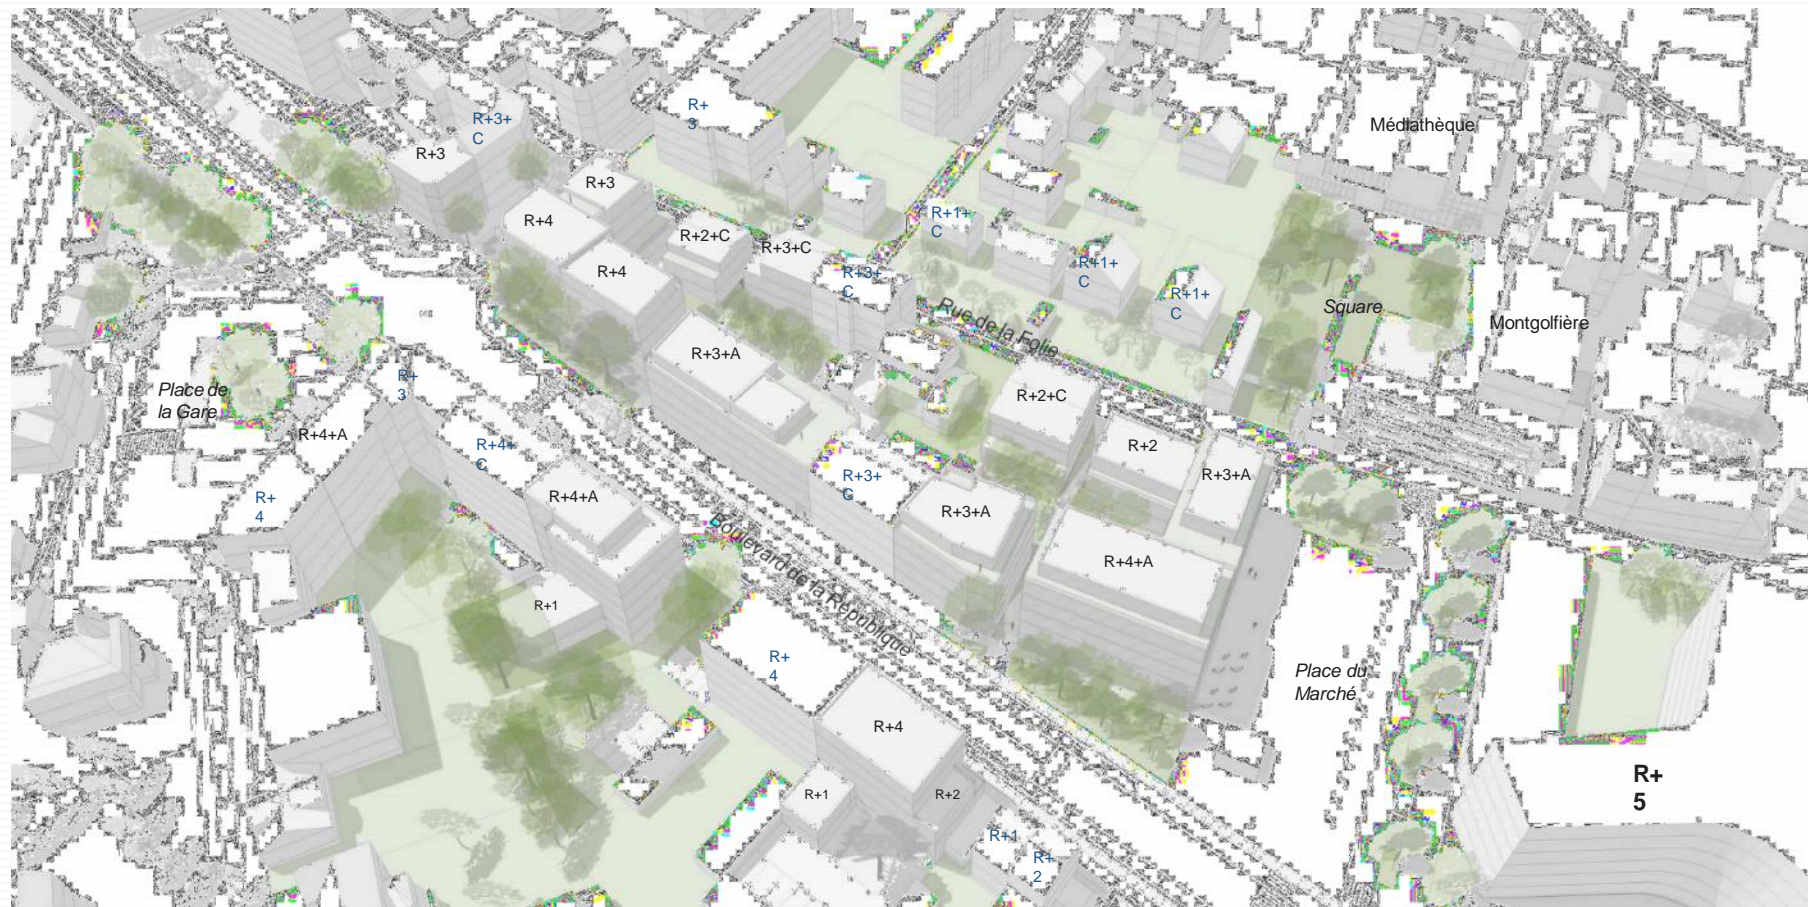 R+
3
R+3+
C
Médiathèque
R+3
R+3
R+4
R+1+
C
R+2+C
R+3+C
R+4
R+3+
C
R+1+
C
R+1+
C
Square
Rue de la Folie
Montgolfière
R+3+A
R+
3
Place de
la Gare
R+2+C
R+4+A
R+4+
C
R+2
R+3+A
R+3+
C
R+4+A
R+
4
R+3+A
Boulevard de la République
R+4+A
R+1
R+
4
Place du
Marché
R+4
R+
5
R+1
R+2
R+1
R+
2